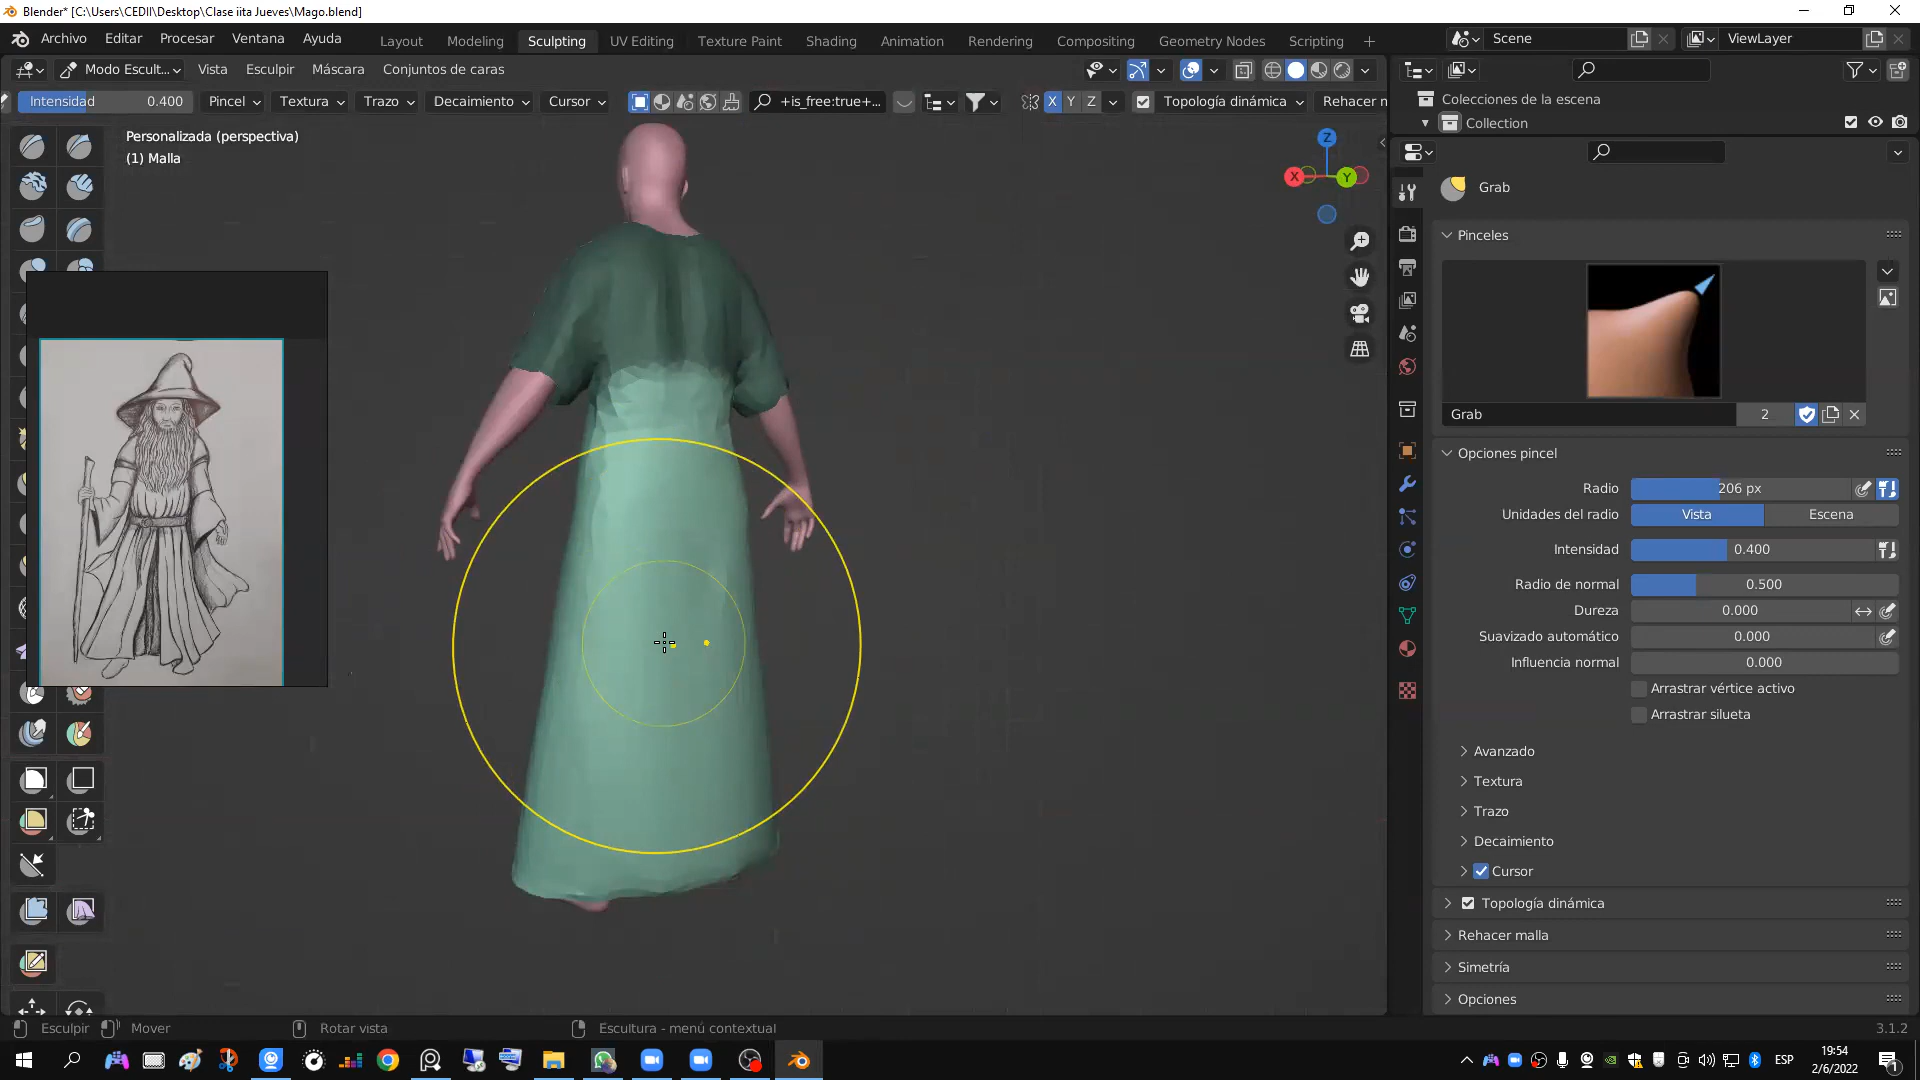 Blender* [C:\Users\CEDII\Desktop\Clase iita Jueves\Mago.blend]
Archivo Editar Procesar Ventana Ayuda
Layout Modeling Sculpting UV Editing Texture Paint Shading Animation Rendering Compositing Geometry Nodes Scripting
Scene
ViewLayer
Modo Escult... Vista Esculpir Máscara Conjuntos de caras
Intensidad 0.400 Pincel Textura Trazo Decaimiento Cursor +is_free:true+... X Y Z Topología dinámica Rehacer n
Personalizada (perspectiva)
(1) Malla
Z
X
Y
Colecciones de la escena
Collection
Grab
Pinceles
Grab 2
Opciones pincel
Radio 206 px
Unidades del radio Vista Escena
Intensidad 0.400
Radio de normal 0.500
Dureza 0.000
Suavizado automático 0.000
Influencia normal 0.000
Arrastrar vértice activo
Arrastrar silueta
Avanzado
Textura
Trazo
Decaimiento
Cursor
Topología dinámica
Rehacer malla
Simetría
Opciones
Esculpir Mover Rotar vista Escultura - menú contextual 3.1.2
ESP
19:54
2/6/2022
1